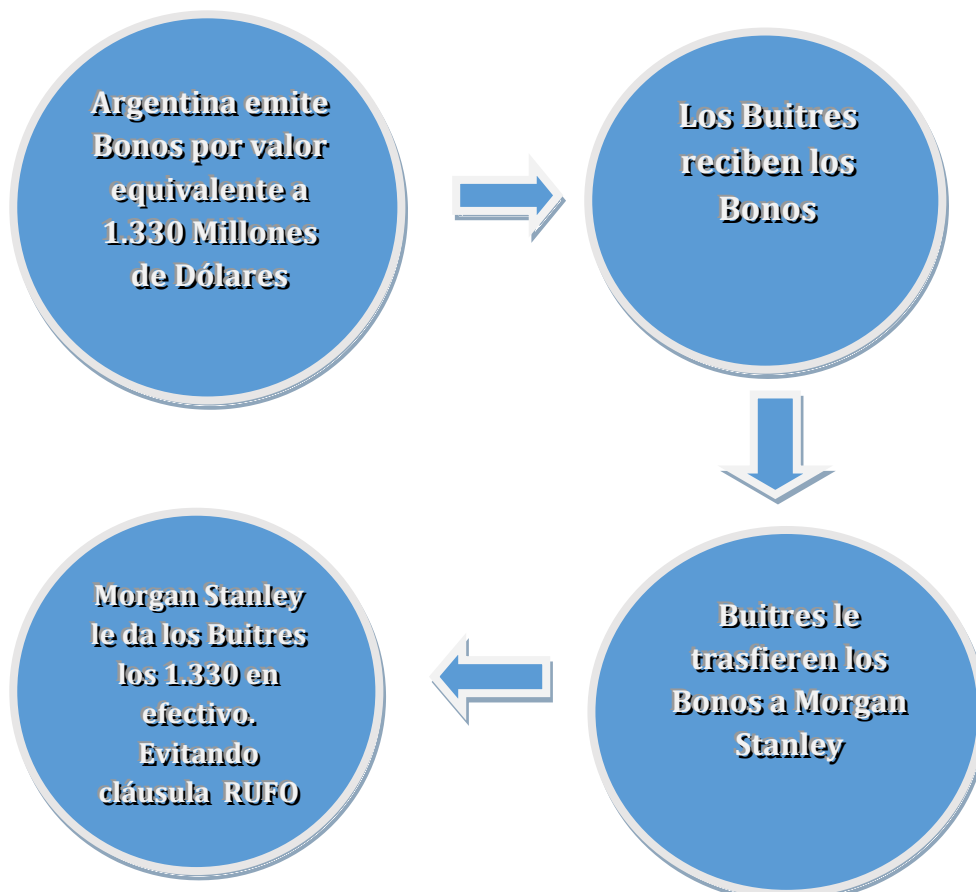 Argentina emite
Bonos por valor
equivalente a
1.330 Millones
de Dólares
Los Buitres
reciben los
Bonos
Buitres le
trasfieren los
Bonos a Morgan
Stanley
Morgan Stanley
le da los Buitres
los 1.330 en
efectivo.
Evitando
cláusula RUFO